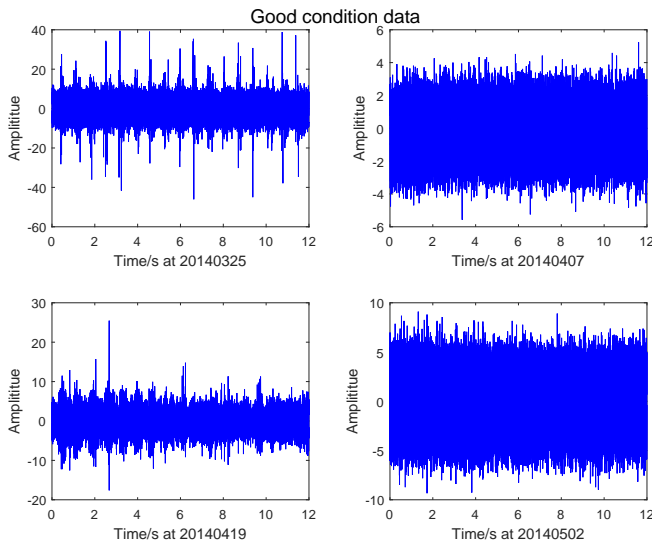 Good condition data
40
20
0
-20
-40
-60
Amplititue
0 2 4 6 8 10 12
Time/s at 20140325
6
4
2
0
-2
-4
-6
Amplititue
0 2 4 6 8 10 12
Time/s at 20140407
30
20
10
0
-10
-20
Amplititue
0 2 4 6 8 10 12
Time/s at 20140419
10
5
0
-5
-10
Amplititue
0 2 4 6 8 10 12
Time/s at 20140502